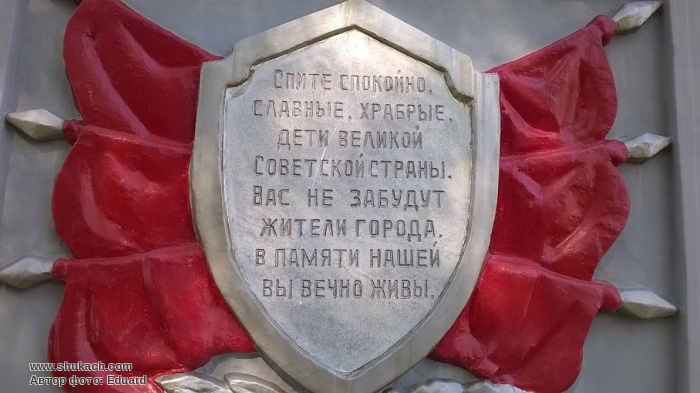 Спите спокойно,
славные, храбрые,
дети великой
Советской страны.
Вас не забудут
жители города.
В памяти нашей
вы вечно живы.
www.shukach.com
Автор фото: Eduard